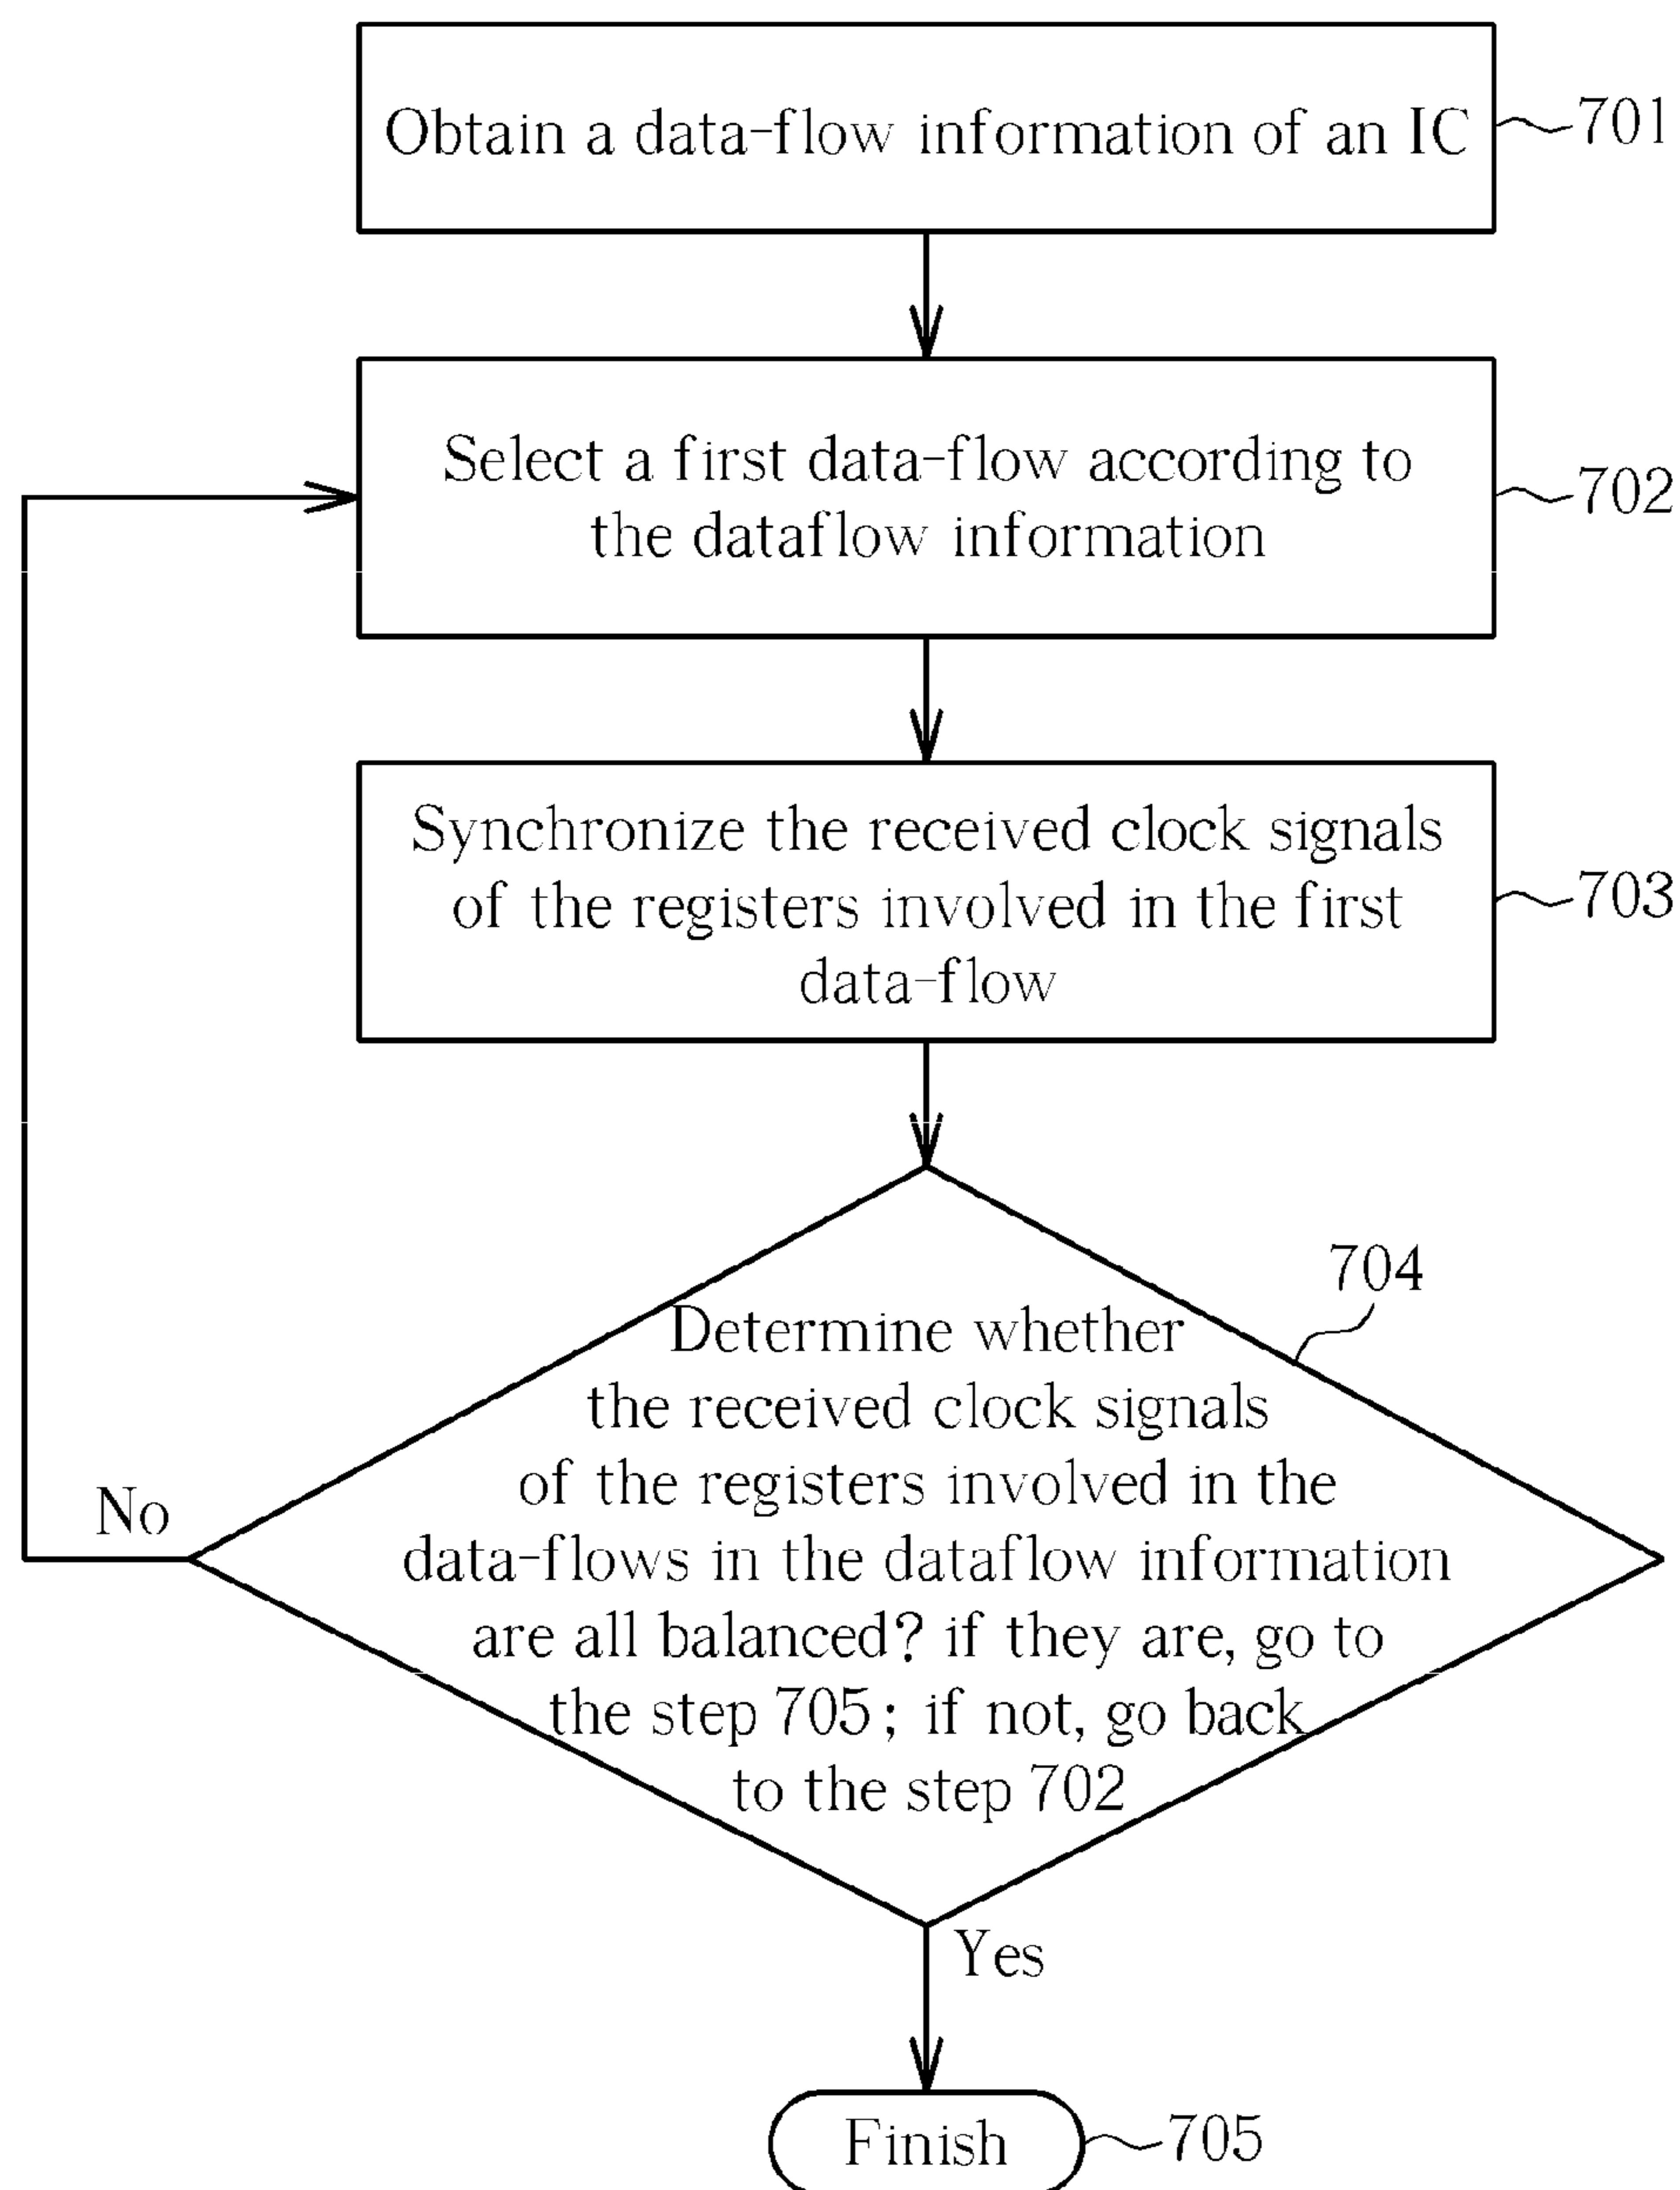 Obtain a data-flow information of an IC
701
Select a first data-flow according to
the dataflow information
702
Synchronize the received clock signals
of the registers involved in the first
data-flow
703
704
Determine whether
the received clock signals
of the registers involved in the
data-flows in the dataflow information
are all balanced? if they are, go to
the step 705; if not, go back
to the step 702
No
Yes
Finish
705